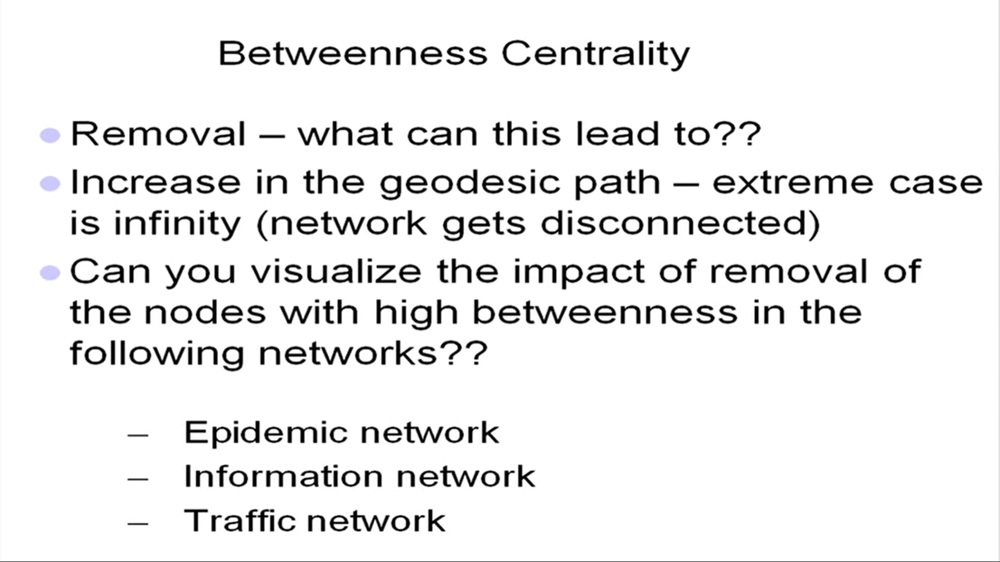 Betweenness Centrality
Removal – what can this lead to??
Increase in the geodesic path – extreme case
is infinity (network gets disconnected)
Can you visualize the impact of removal of
the nodes with high betweenness in the
following networks??
– Epidemic network
– Information network
– Traffic network